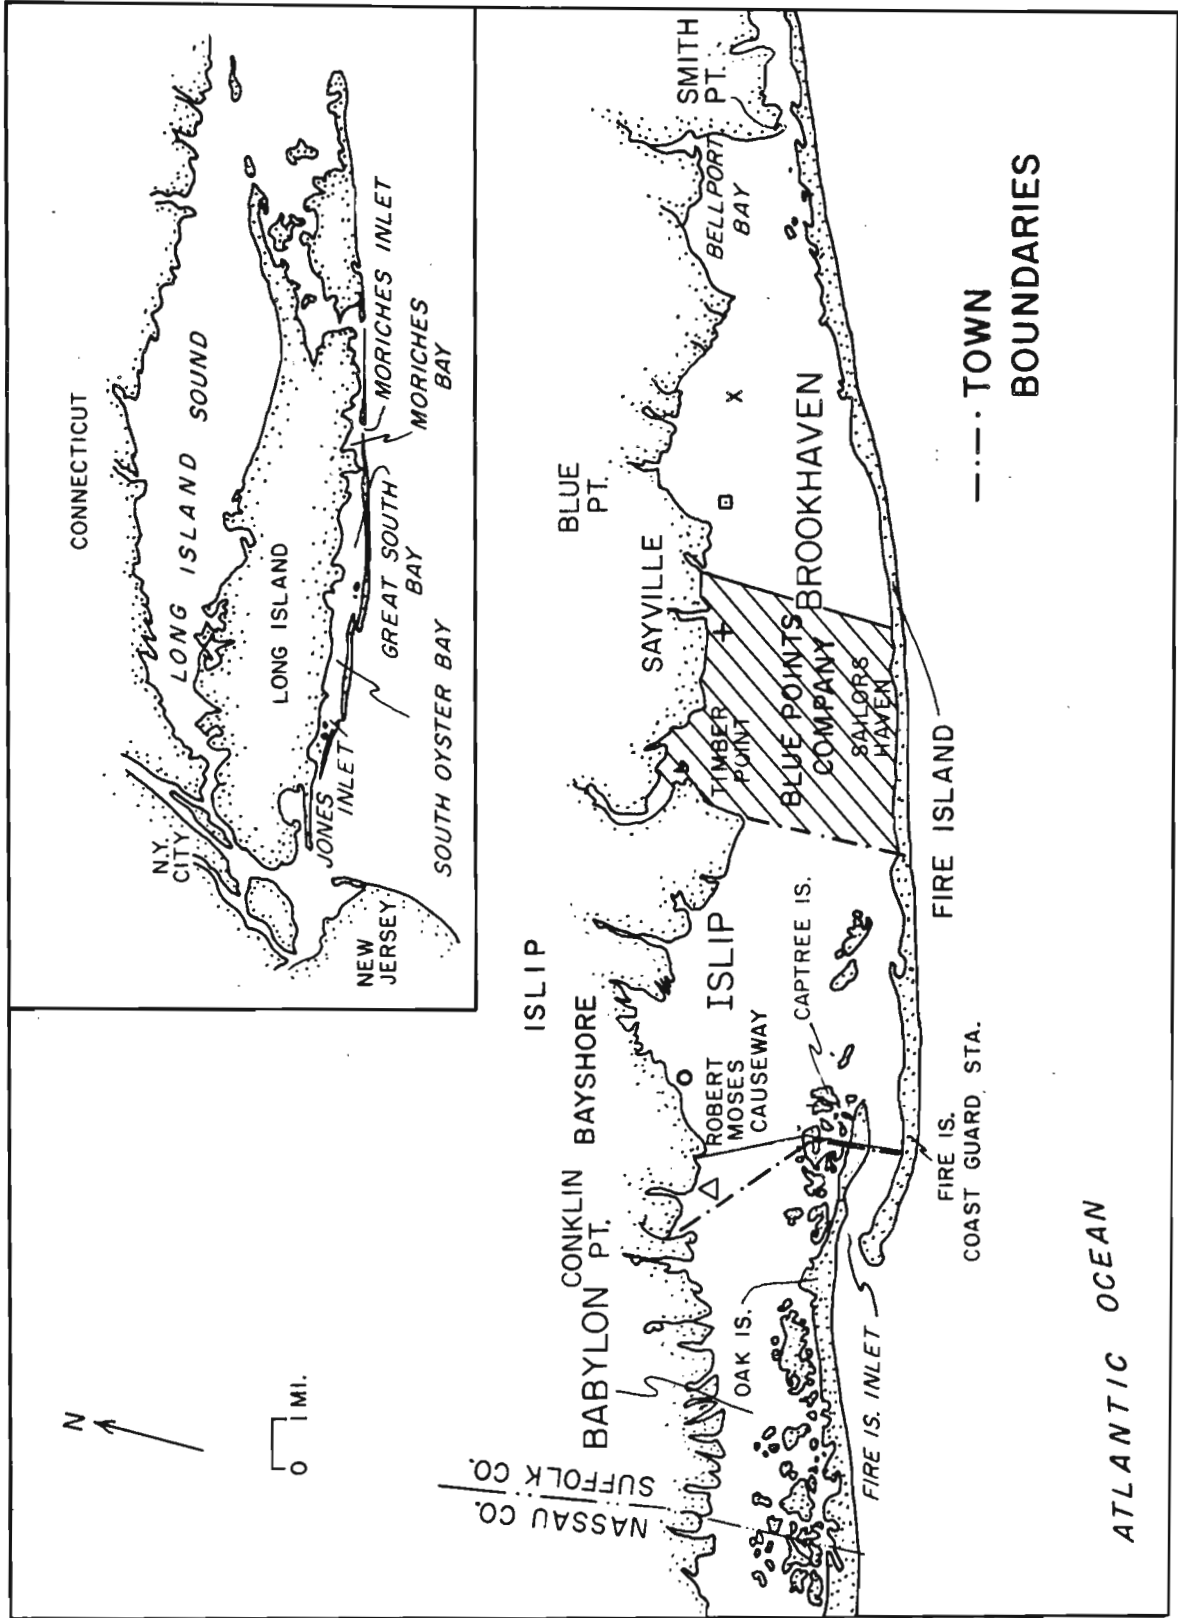 CONNECTICUT
LONG ISLAND SOUND
N.Y.
CITY
LONG ISLAND
NEW
JERSEY
JONES
INLET
SOUTH OYSTER BAY
GREAT SOUTH
BAY
MORICHES INLET
MORICHES
BAY
N
0 1 MI.
NASSAU CO.
SUFFOLK CO.
BABYLON
CONKLIN
PT.
BAYSHORE
ISLIP
SAYVILLE
BLUE
PT.
SMITH
PT.
BELLPORT
BAY
OAK IS.
ROBERT
MOSES
CAUSEWAY
ISLIP
CAPTREE IS.
TIMBER
POINT
BLUE POINTS
COMPANY
SAILORS
HAVEN
BROOKHAVEN
X
FIRE IS. INLET
FIRE IS.
COAST GUARD STA.
FIRE ISLAND
ATLANTIC OCEAN
TOWN
BOUNDARIES